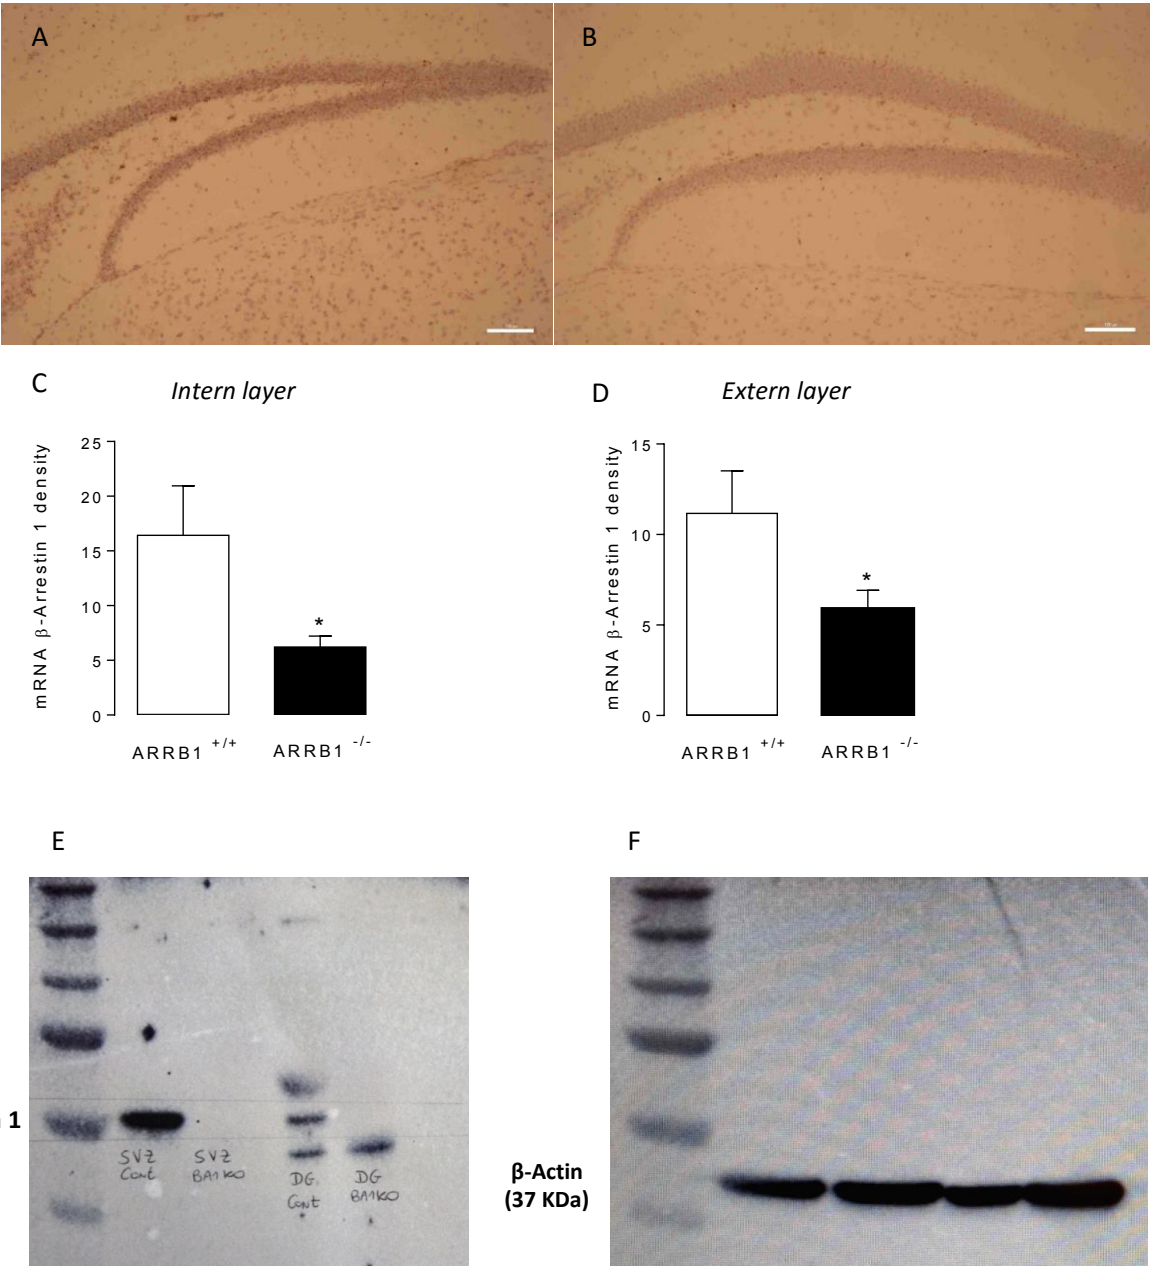 A
B
C
Intern layer
D
Extern layer
mRNA β-Arrestin 1 density
25
20
15
10
5
0
*
ARRB1 +/+
ARRB1 -/-
mRNA β-Arrestin 1 density
15
10
5
0
*
ARRB1 +/+
ARRB1 -/-
E
F
1
SVZ
Cont
SVZ
BA1KO
DG
Cont
DG
BA1KO
β-Actin
(37 KDa)